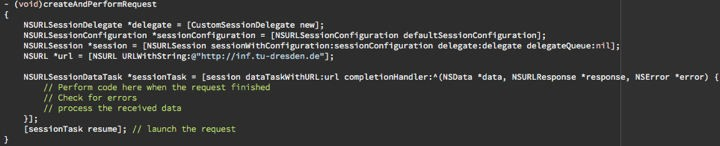 - (void)createAndPerformRequest
{
    NSURLSessionDelegate *delegate = [CustomSessionDelegate new];
    NSURLSessionConfiguration *sessionConfiguration = [NSURLSessionConfiguration defaultSessionConfiguration];
    NSURLSession *session = [NSURLSession sessionWithConfiguration:sessionConfiguration delegate:delegate delegateQueue:nil];
    NSURL *url = [NSURL URLWithString:@"http://inf.tu-dresden.de"];

    NSURLSessionDataTask *sessionTask = [session dataTaskWithURL:url completionHandler:^(NSData *data, NSURLResponse *response, NSError *error) {
        // Perform code here when the request finished
        // Check for errors
        // process the received data
    }];
    [sessionTask resume]; // launch the request
}